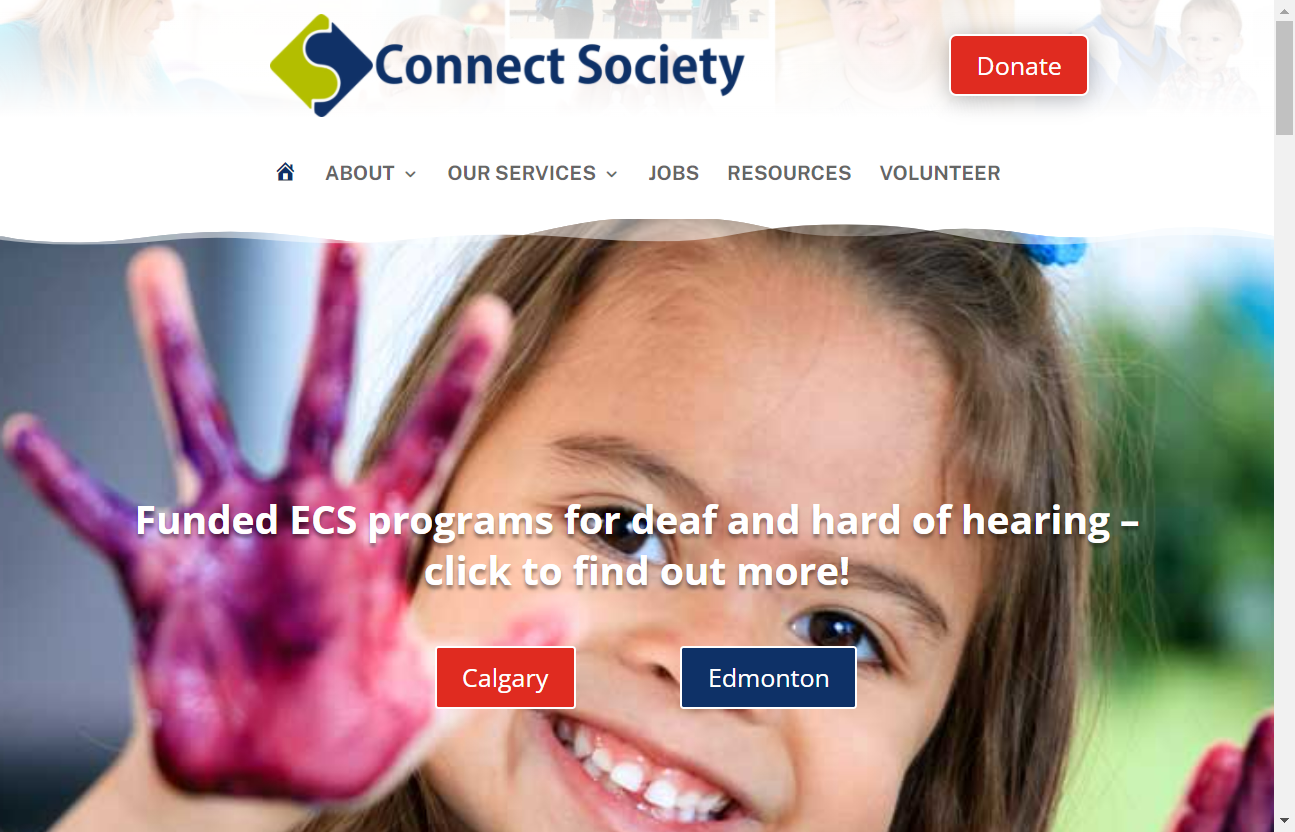 Connect Society
Donate
ABOUT
OUR SERVICES
JOBS
RESOURCES
VOLUNTEER
Funded ECS programs for deaf and hard of hearing –
click to find out more!
Calgary
Edmonton